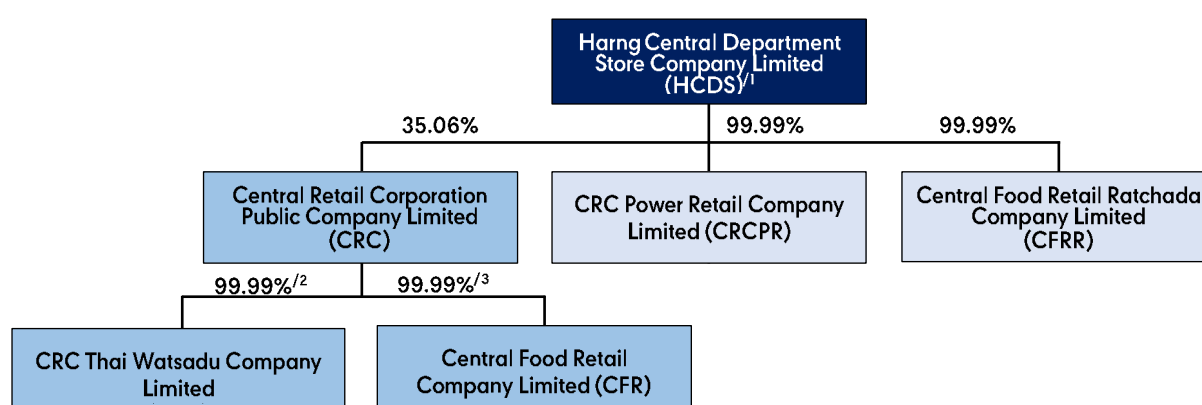 Harng Central Department
Store Company Limited
(HCDS)/1
35.06%
99.99%
99.99%
Central Retail Corporation
Public Company Limited
(CRC)
CRC Power Retail Company
Limited (CRCPR)
Central Food Retail Ratchada
Company Limited
(CFRR)
99.99%/2
99.99%/3
CRC Thai Watsadu Company
Limited
Central Food Retail
Company Limited (CFR)